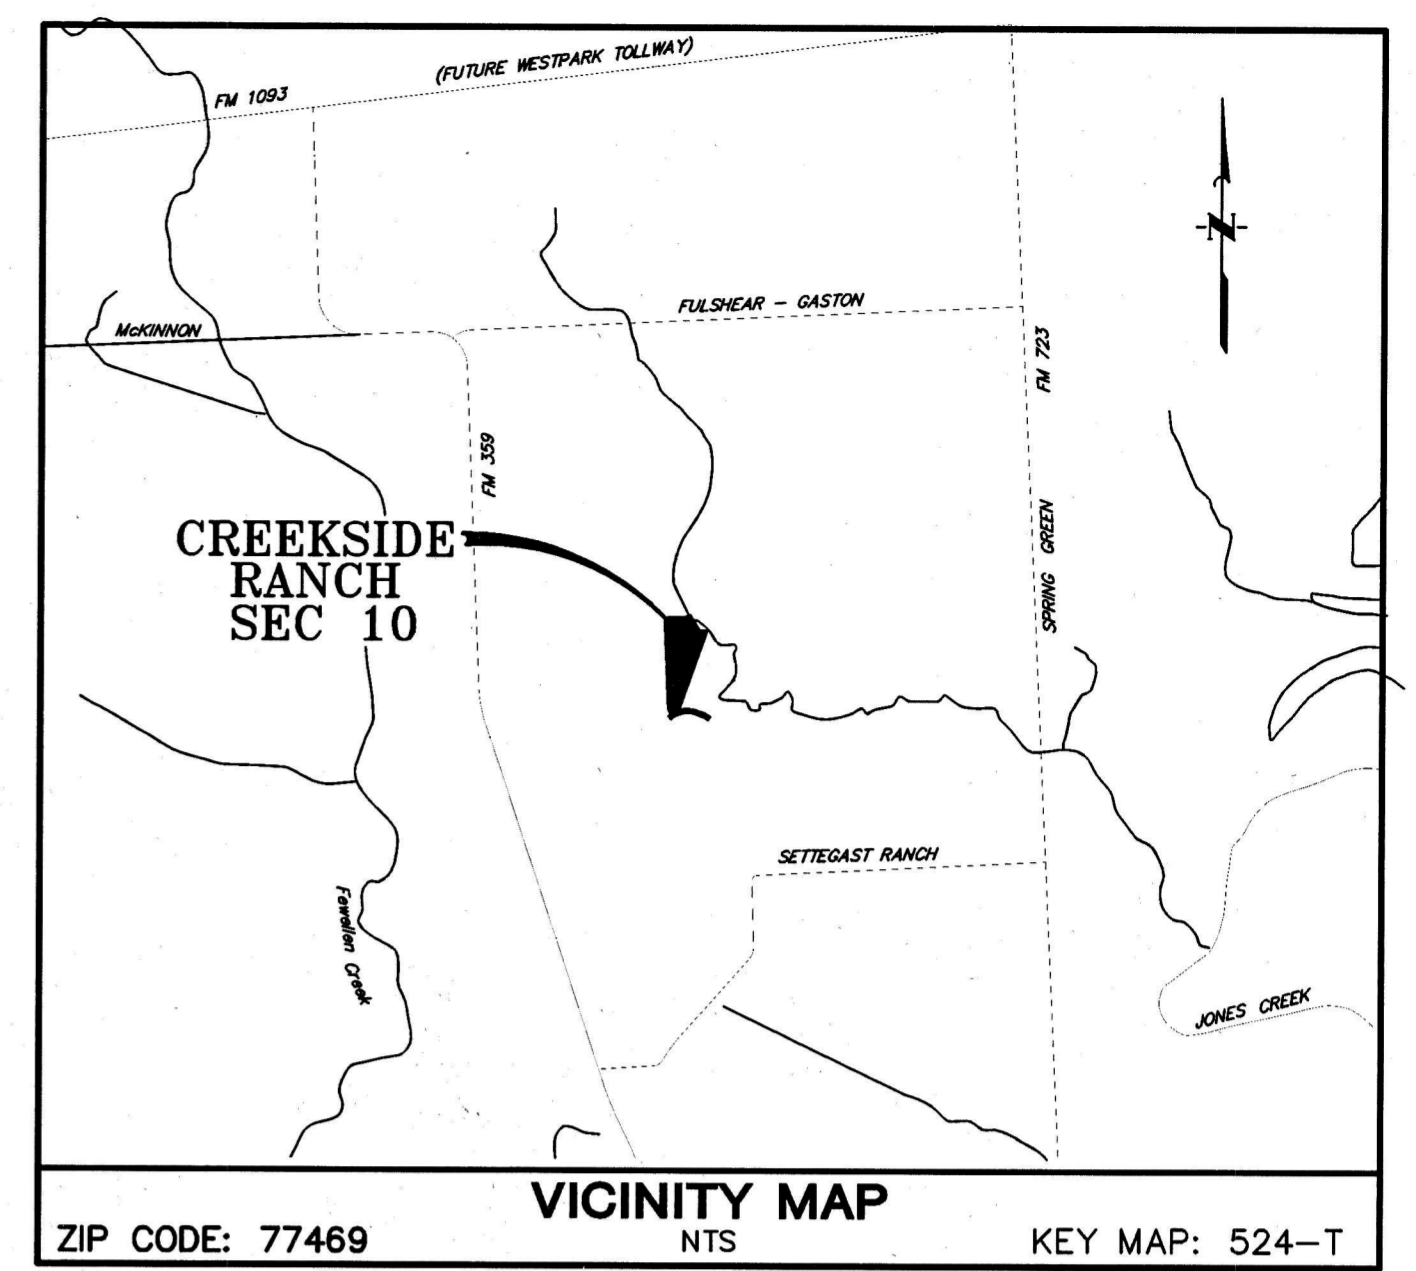 (FUTURE WESTPARK TOLLWAY)
FM 1093
N
FULSHEAR - GASTON
McKINNON
FM 723
FM 359
CREEKSIDE
RANCH
SEC 10
SPRING GREEN
SETTEGAST RANCH
Fewellen Creek
JONES CREEK
VICINITY MAP
ZIP CODE: 77469
NTS
KEY MAP: 524-T